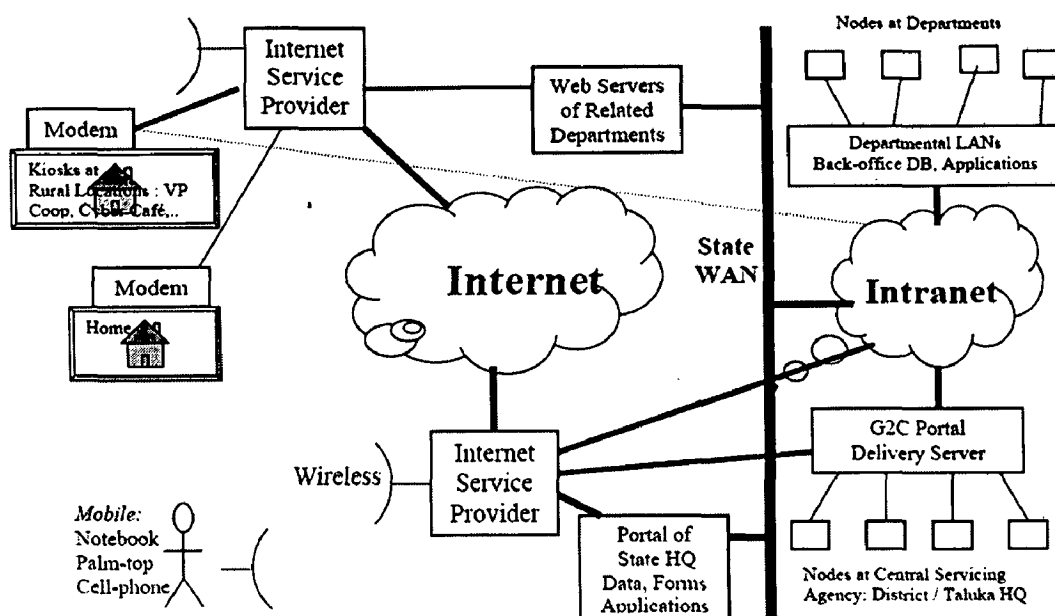 Internet
Service
Provider
Web Servers
of Related
Departments
Nodes at Departments
Departmental LANs
Back-office DB, Applications
Modem
Kiosks at
Rural Locations : VP
Coop, Cyber Café,..
Modem
Home
Internet
State
WAN
Intranet
Wireless
Internet
Service
Provider
G2C Portal
Delivery Server
Mobile:
Notebook
Palm-top
Cell-phone
Portal of
State HQ
Data, Forms
Applications
Nodes at Central Servicing
Agency: District / Taluka HQ